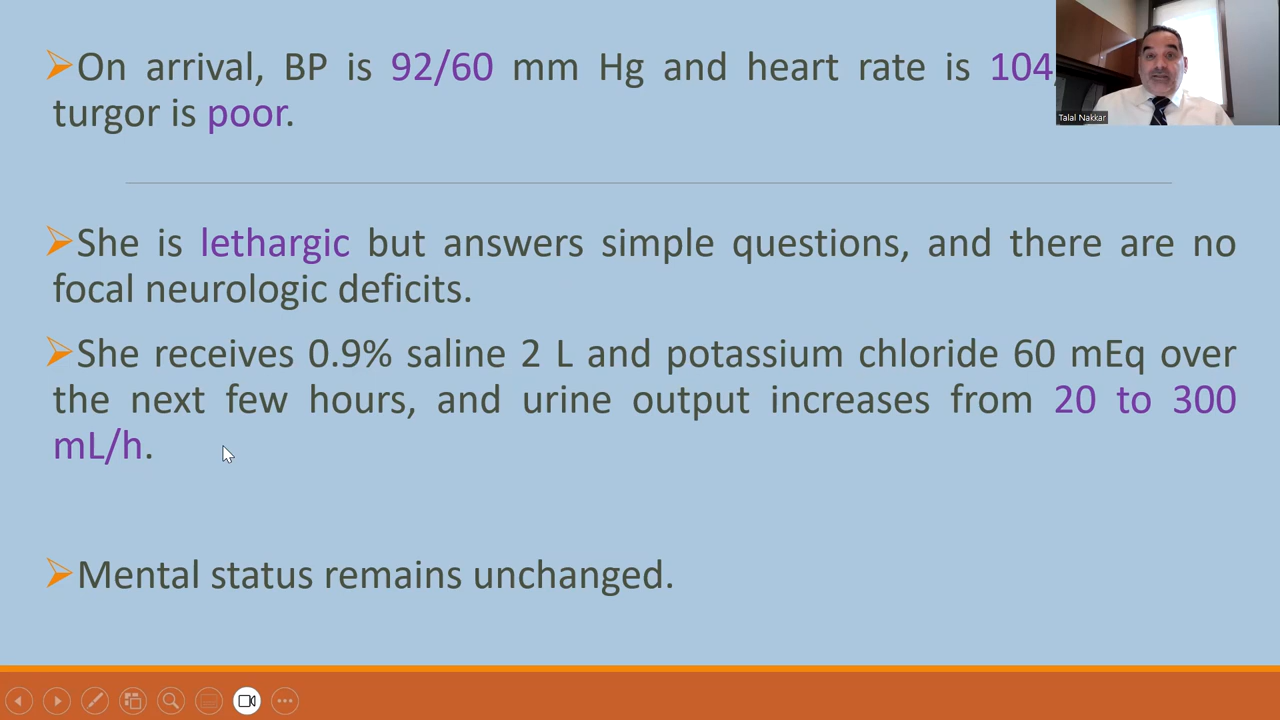 ➢On arrival, BP is 92/60 mm Hg and heart rate is 104,
turgor is poor.
Talal Nakkar
➢She is lethargic but answers simple questions, and there are no
focal neurologic deficits.
➢She receives 0.9% saline 2 L and potassium chloride 60 mEq over
the next few hours, and urine output increases from 20 to 300
mL/h.
➢Mental status remains unchanged.